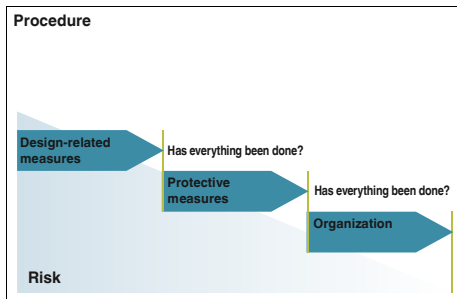 Procedure
Design-related
measures
Has everything been done?
Protective
measures
Has everything been done?
Organization
Risk